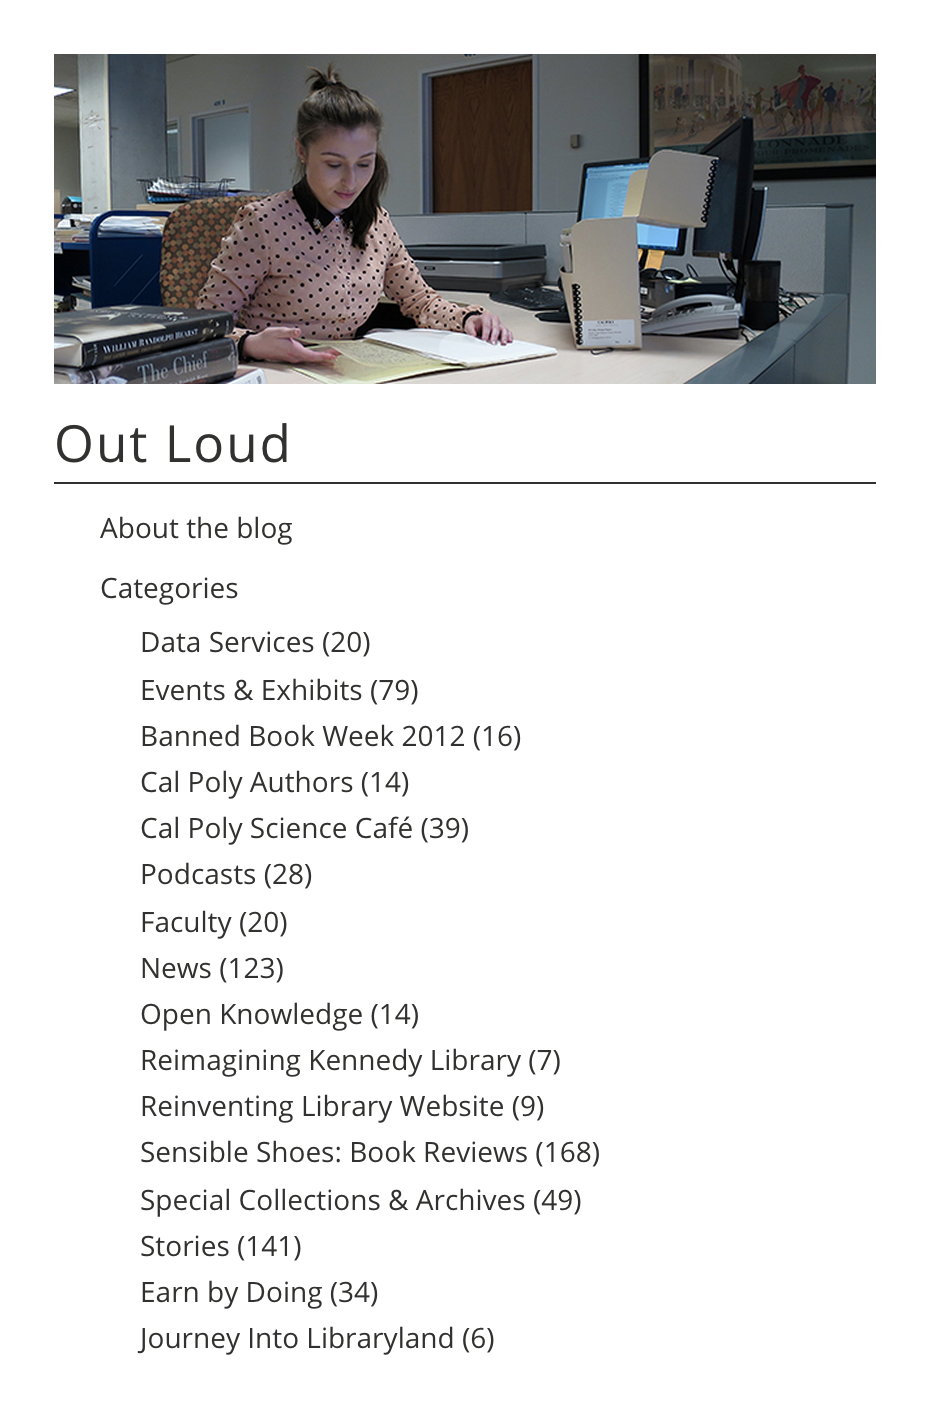 LONNADE
WILLIAM RANDOLPH HEARST
The Chief
CAL POLY
Out Loud
About the blog
Categories
Data Services (20)
Events & Exhibits (79)
Banned Book Week 2012 (16)
Cal Poly Authors (14)
Cal Poly Science Café (39)
Podcasts (28)
Faculty (20)
News (123)
Open Knowledge (14)
Reimagining Kennedy Library (7)
Reinventing Library Website (9)
Sensible Shoes: Book Reviews (168)
Special Collections & Archives (49)
Stories (141)
Earn by Doing (34)
Journey Into Libraryland (6)